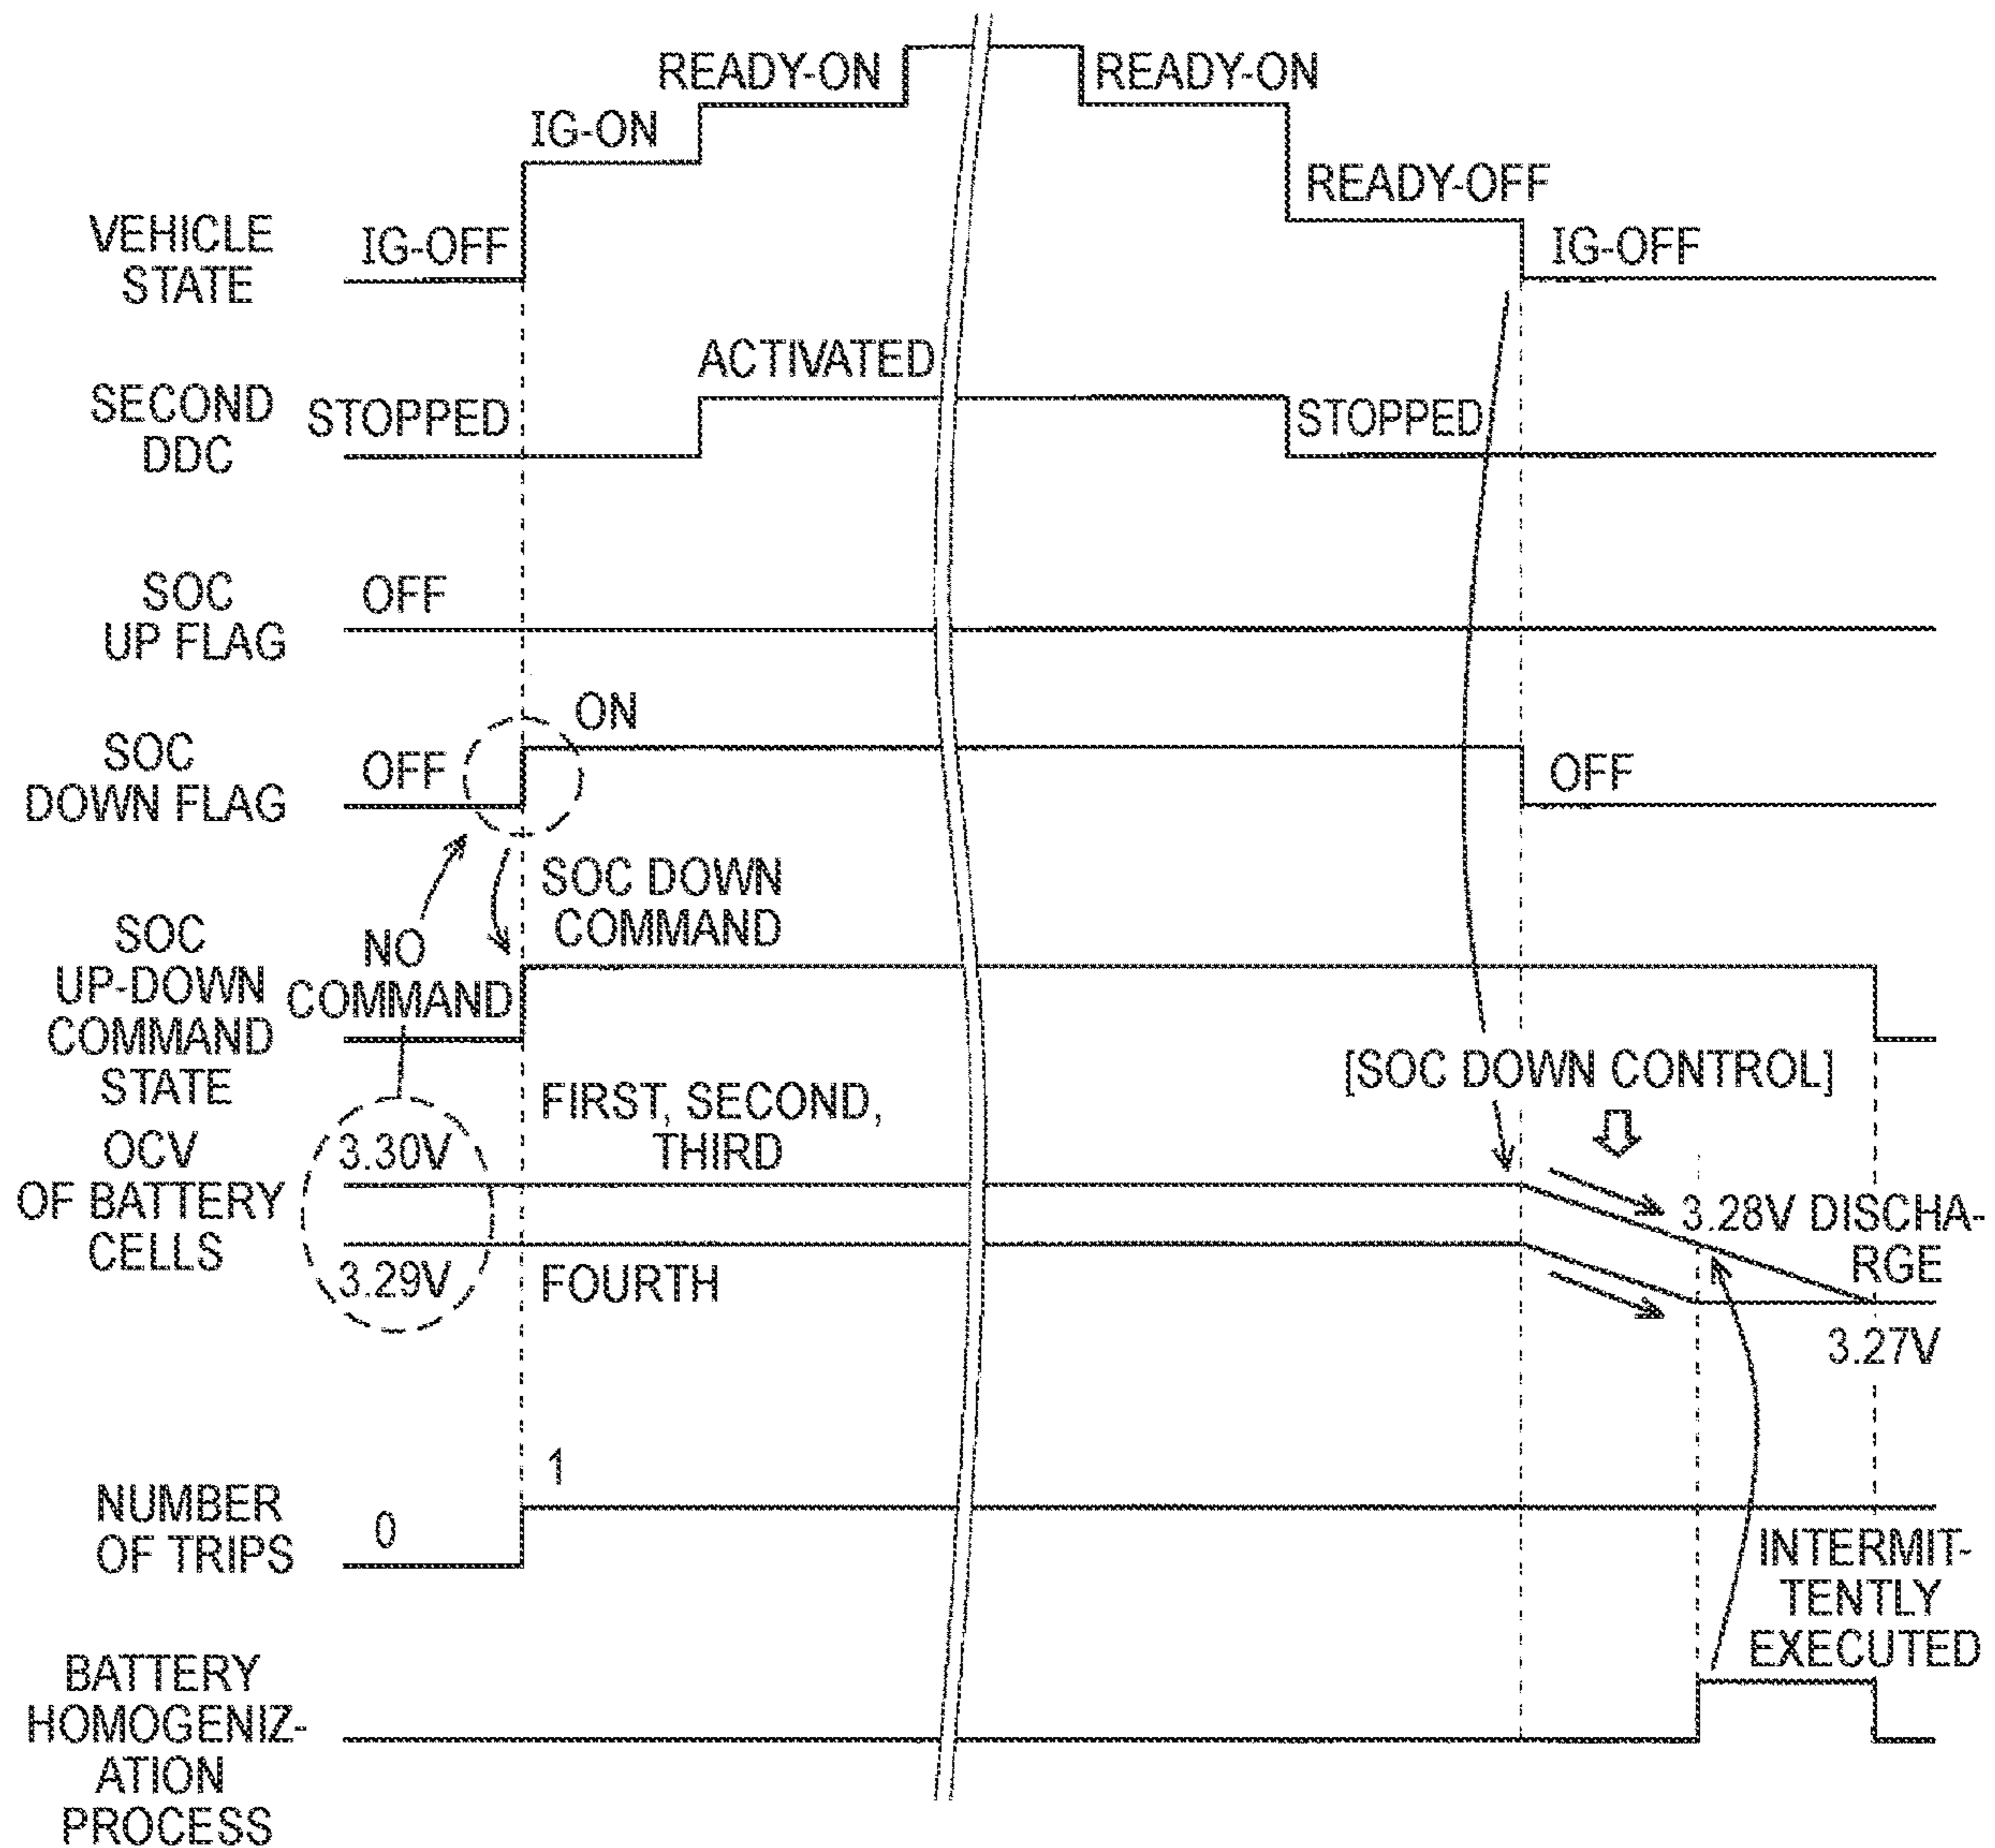 READY-ON
READY-ON
IG-ON
READY-OFF
VEHICLE
STATE
IG-OFF
IG-OFF
ACTIVATED
SECOND
DDC
STOPPED
STOPPED
SOC
UP FLAG
OFF
ON
SOC
DOWN FLAG
OFF
OFF
SOC DOWN
COMMAND
SOC
UP-DOWN
COMMAND
STATE
NO
COMMAND
[SOC DOWN CONTROL]
FIRST, SECOND,
THIRD
OCV
OF BATTERY
CELLS
3.30V
3.29V
FOURTH
3.28V DISCHA-
RGE
3.27V
1
NUMBER
OF TRIPS
0
INTERMIT-
TENTLY
EXECUTED
BATTERY
HOMOGENIZ-
ATION
PROCESS